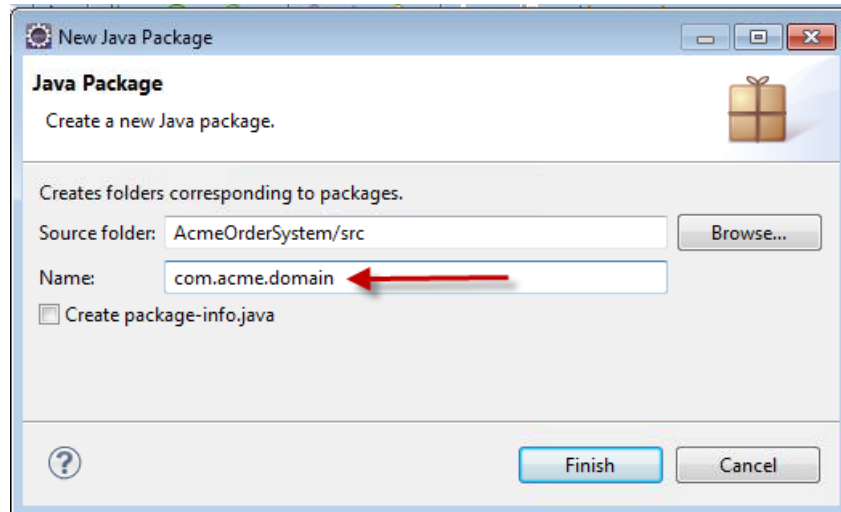 New Java Package
Java Package
Create a new Java package.
Creates folders corresponding to packages.
Source folder: AcmeOrderSystem/src Browse...
Name: com.acme.domain
Create package-info.java
? Finish Cancel